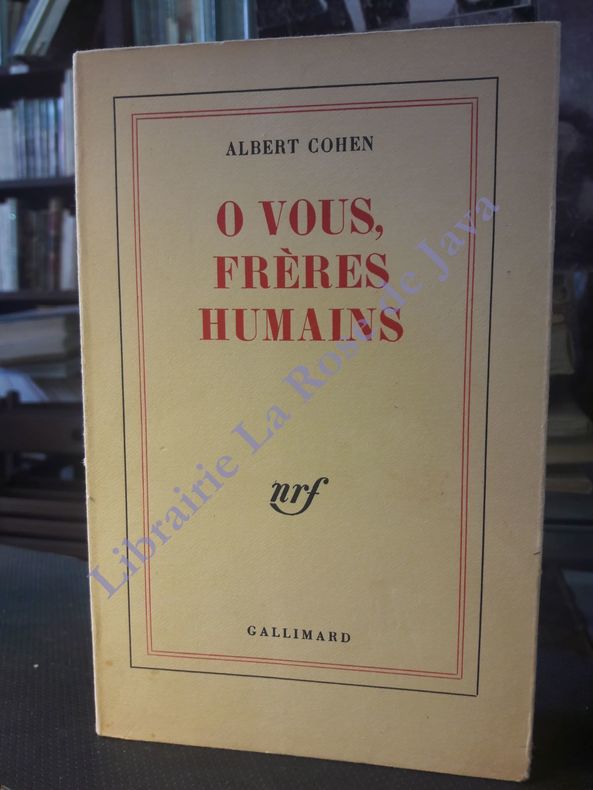 ALBERT COHEN
O VOUS,
FRÈRES
HUMAINS
nrf
GALLIMARD
Librairie La Rose de Java